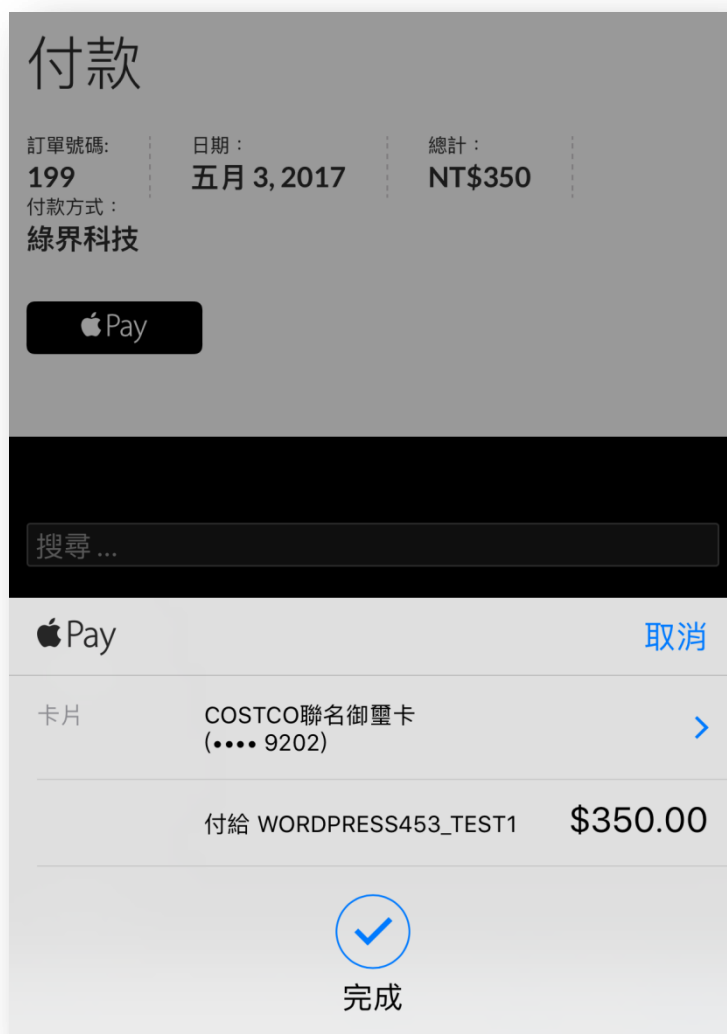 付款
訂單號碼:
199
日期：
五月 3, 2017
總計：
NT$350
付款方式：
綠界科技
Pay
搜尋 ...
Pay
取消
卡片
COSTCO聯名御璽卡
(•••• 9202)
付給 WORDPRESS453_TEST1
$350.00
完成